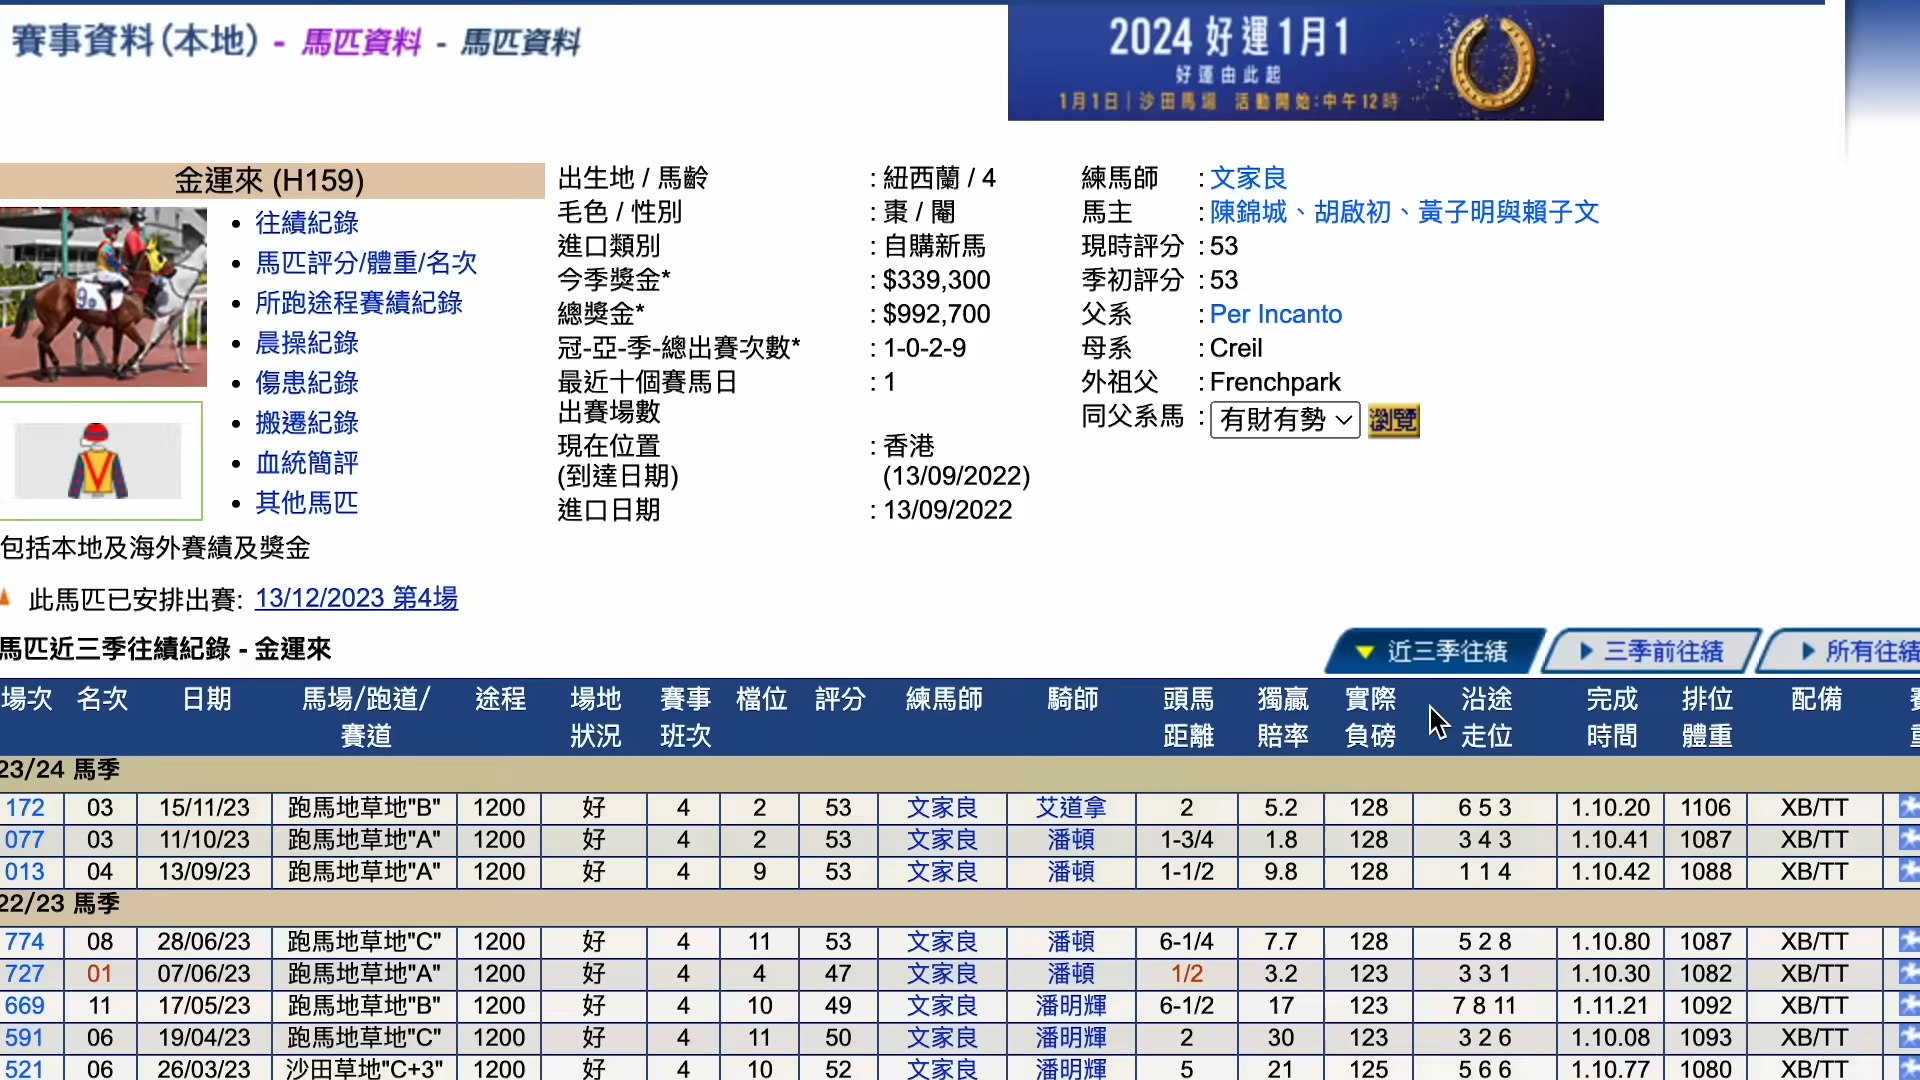 賽事資料(本地) - 馬匹資料 - 馬匹資料
2024 好運1月1
好運由此起
1月1日|沙田馬場 活動開始:中午12時
金運來 (H159)
往績紀錄
馬匹評分/體重/名次
所跑途程賽績紀錄
晨操紀錄
傷患紀錄
搬遷紀錄
血統簡評
其他馬匹
出生地 / 馬齡 : 紐西蘭 / 4
毛色 / 性別 : 棗 / 閹
進口類別 : 自購新馬
今季獎金* : $339,300
總獎金* : $992,700
冠-亞-季-總出賽次數* : 1-0-2-9
最近十個賽馬日 : 1
出賽場數
現在位置 : 香港
(到達日期) (13/09/2022)
進口日期 : 13/09/2022
練馬師 : 文家良
馬主 : 陳錦城、胡啟初、黃子明與賴子文
現時評分 : 53
季初評分 : 53
父系 : Per Incanto
母系 : Creil
外祖父 : Frenchpark
同父系馬 : 有財有勢 瀏覽
包括本地及海外賽績及獎金
此馬匹已安排出賽: 13/12/2023 第4場
馬匹近三季往績紀錄 - 金運來
近三季往績 三季前往績 所有往績
場次 名次 日期 馬場/跑道/ 途程 場地 賽事 檔位 評分 練馬師 騎師 頭馬 獨贏 實際 沿途 完成 排位 配備
賽道 狀況 班次 距離 賠率 負磅 走位 時間 體重
23/24 馬季
172 03 15/11/23 跑馬地草地"B" 1200 好 4 2 53 文家良 艾道拿 2 5.2 128 6 5 3 1.10.20 1106 XB/TT
077 03 11/10/23 跑馬地草地"A" 1200 好 4 2 53 文家良 潘頓 1-3/4 1.8 128 3 4 3 1.10.41 1087 XB/TT
013 04 13/09/23 跑馬地草地"A" 1200 好 4 9 53 文家良 潘頓 1-1/2 9.8 128 1 1 4 1.10.42 1088 XB/TT
22/23 馬季
774 08 28/06/23 跑馬地草地"C" 1200 好 4 11 53 文家良 潘頓 6-1/4 7.7 128 5 2 8 1.10.80 1087 XB/TT
727 01 07/06/23 跑馬地草地"A" 1200 好 4 4 47 文家良 潘頓 1/2 3.2 123 3 3 1 1.10.30 1082 XB/TT
669 11 17/05/23 跑馬地草地"B" 1200 好 4 10 49 文家良 潘明輝 6-1/2 17 123 7 8 11 1.11.21 1092 XB/TT
591 06 19/04/23 跑馬地草地"C" 1200 好 4 11 50 文家良 潘明輝 2 30 123 3 2 6 1.10.08 1093 XB/TT
521 06 26/03/23 沙田草地"C+3" 1200 好 4 10 52 文家良 潘明輝 5 21 125 5 6 6 1.10.77 1080 XB/TT